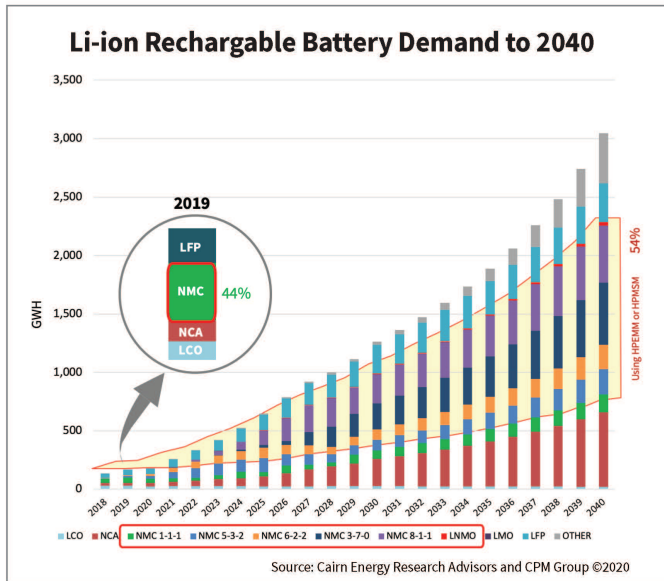 Li-ion Rechargable Battery Demand to 2040
3,500
3,000
2,500
2,000
1,500
1,000
500
0
GWH
2019
LFP
NMC
44%
NCA
LCO
54%
Using HPEMM or HPMSM
2018 2019 2020 2021 2022 2023 2024 2025 2026 2027 2028 2029 2030 2031 2032 2033 2034 2035 2036 2037 2038 2039 2040
LCO NCA NMC 1-1-1 NMC 5-3-2 NMC 6-2-2 NMC 3-7-0 NMC 8-1-1 LNMO LMO LFP OTHER
Source: Cairn Energy Research Advisors and CPM Group ©2020